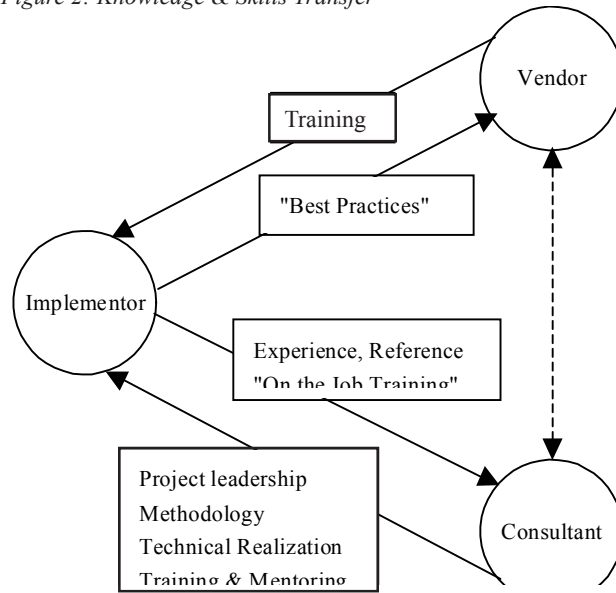 Figure 2: Knowledge & Skills Transfer
Vendor
Training
"Best Practices"
Implementor
Experience, Reference
"On the Job Training"
Project leadership
Methodology
Technical Realization
Training & Mentoring
Consultant